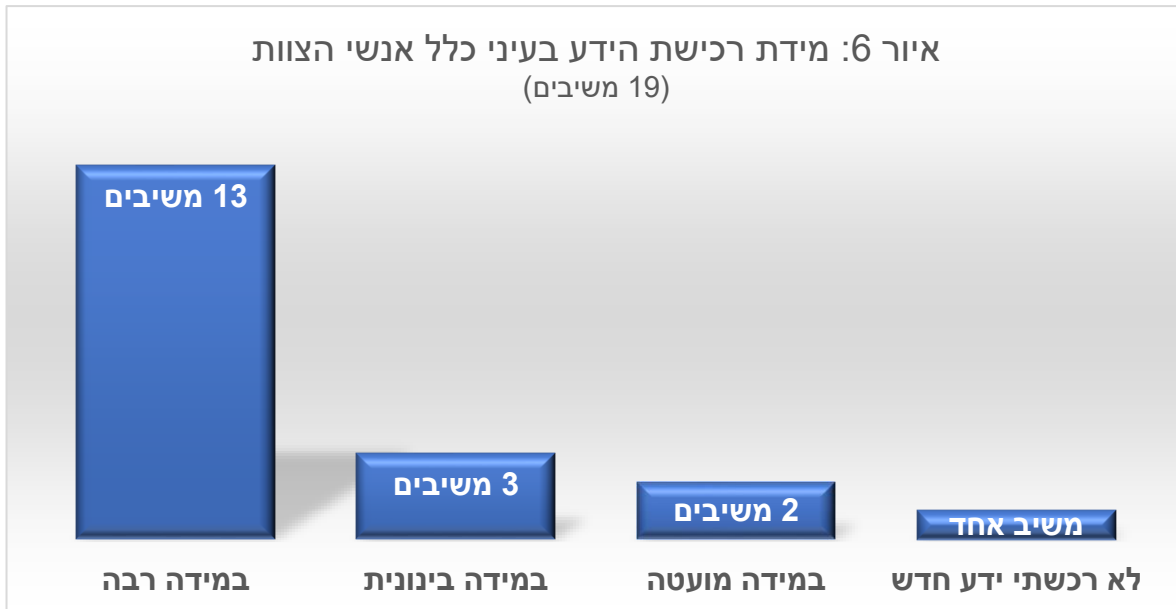 איור 6: מידת רכישת הידע בעיני כלל אנשי הצוות
(19 משיבים)
13 משיבים
3 משיבים
2 משיבים
משיב אחד
במידה רבה
במידה בינונית
במידה מועטה
לא רכשתי ידע חדש